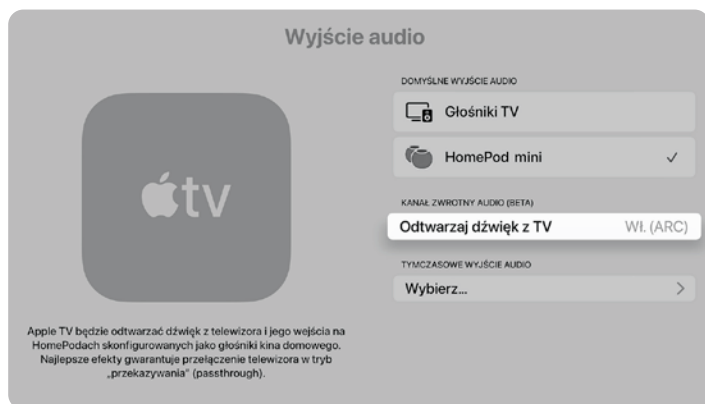 Wyjście audio
tv
Apple TV będzie odtwarzać dźwięk z telewizora i jego wejścia na
HomePodach skonfigurowanych jako głośniki kina domowego.
Najlepsze efekty gwarantuje przełączenie telewizora w tryb
„przekazywania” (passthrough).
DOMYŚLNE WYJŚCIE AUDIO
Głośniki TV
HomePod mini
KANAŁ ZWROTNY AUDIO (BETA)
Odtwarzaj dźwięk z TV Wł. (ARC)
TYMCZASOWE WYJŚCIE AUDIO
Wybierz...